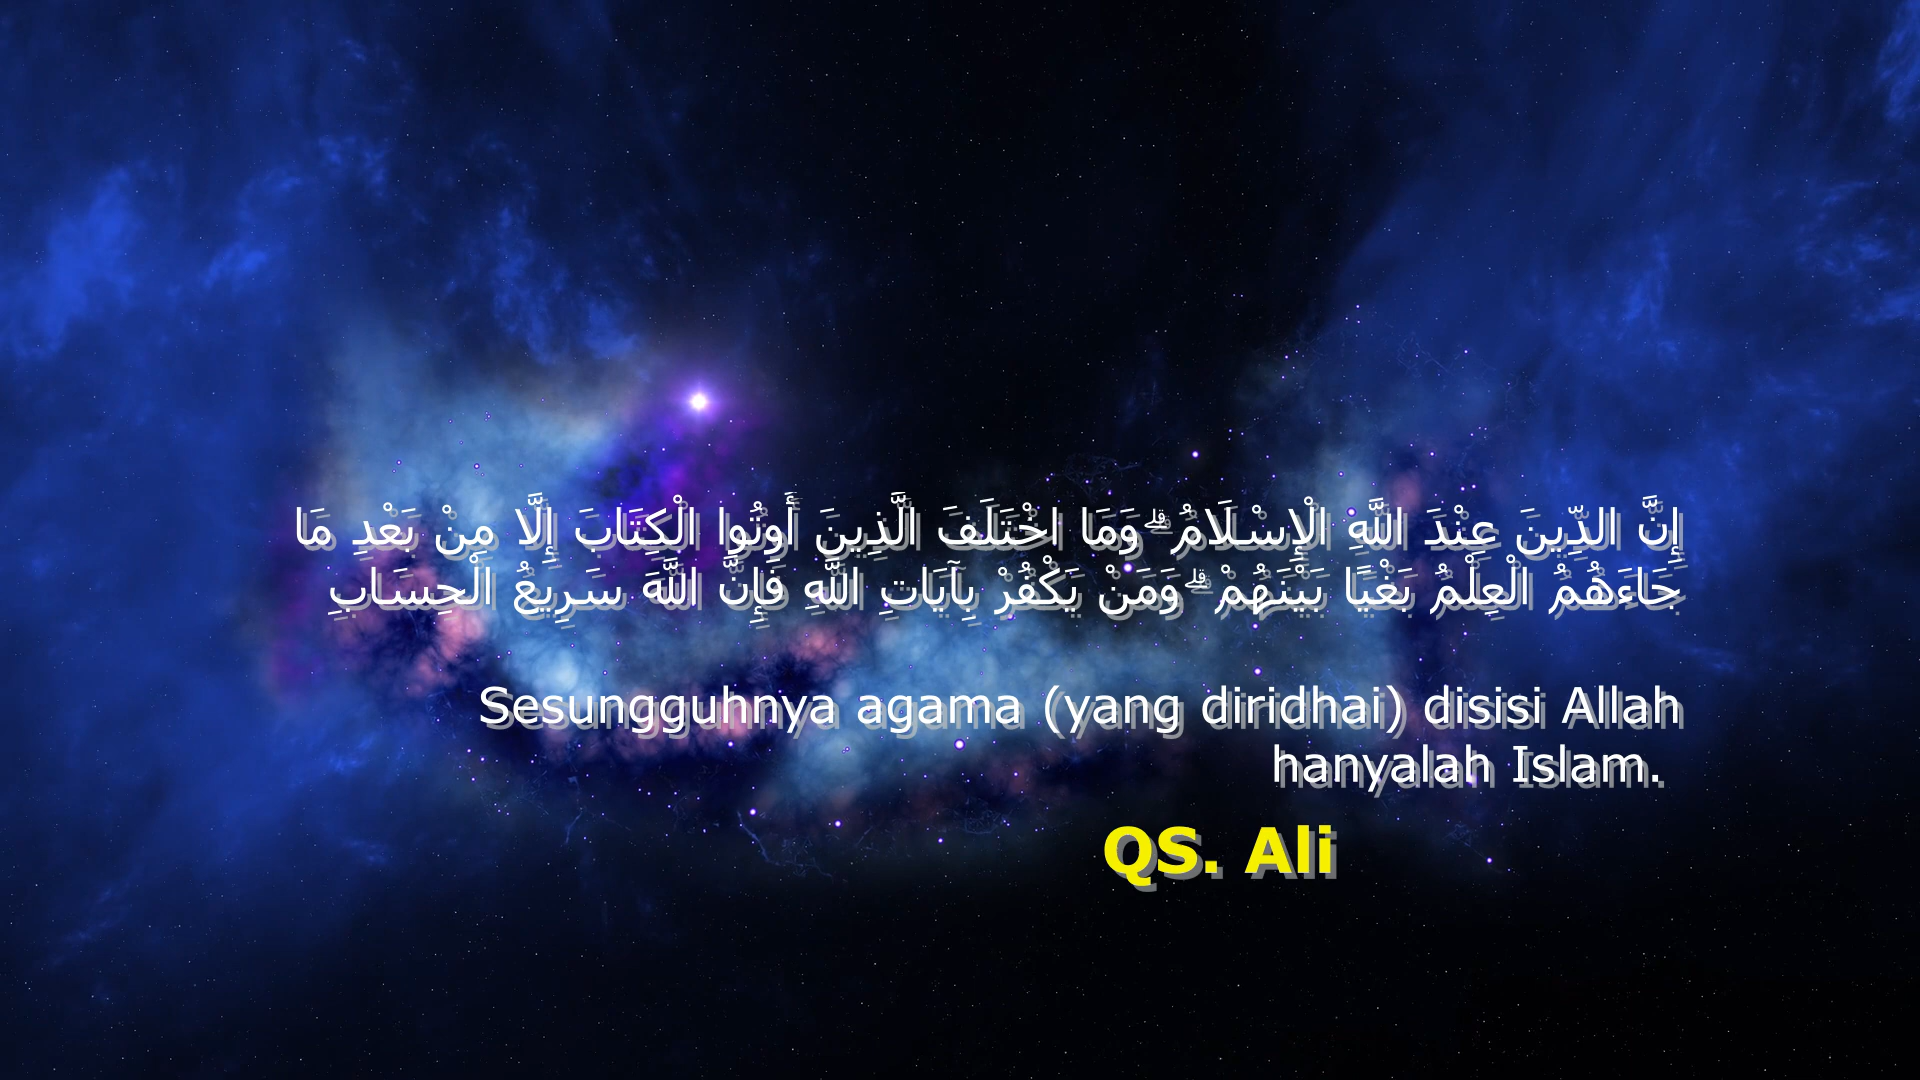 إِنَّ الدِّينَ عِنْدَ اللَّهِ الْإِسْلَامُ ۗ وَمَا اخْتَلَفَ الَّذِينَ أُوتُوا الْكِتَابَ إِلَّا مِنْ بَعْدِ مَا
جَاءَهُمُ الْعِلْمُ بَغْيًا بَيْنَهُمْ ۗ وَمَنْ يَكْفُرْ بِآيَاتِ اللَّهِ فَإِنَّ اللَّهَ سَرِيعُ الْحِسَابِ
Sesungguhnya agama (yang diridhai) disisi Allah
hanyalah Islam.
QS. Ali